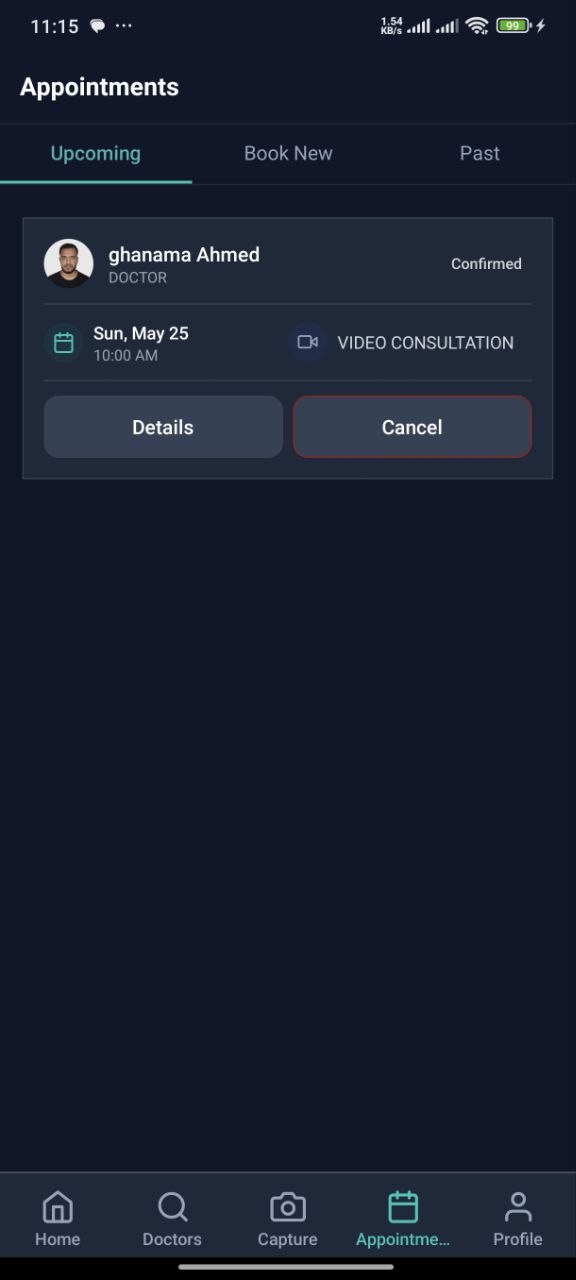 11:15 ... 1.54 KB/s 99
Appointments
Upcoming Book New Past
ghanama Ahmed
DOCTOR
Confirmed
Sun, May 25
10:00 AM
VIDEO CONSULTATION
Details Cancel
Home Doctors Capture Appointme... Profile